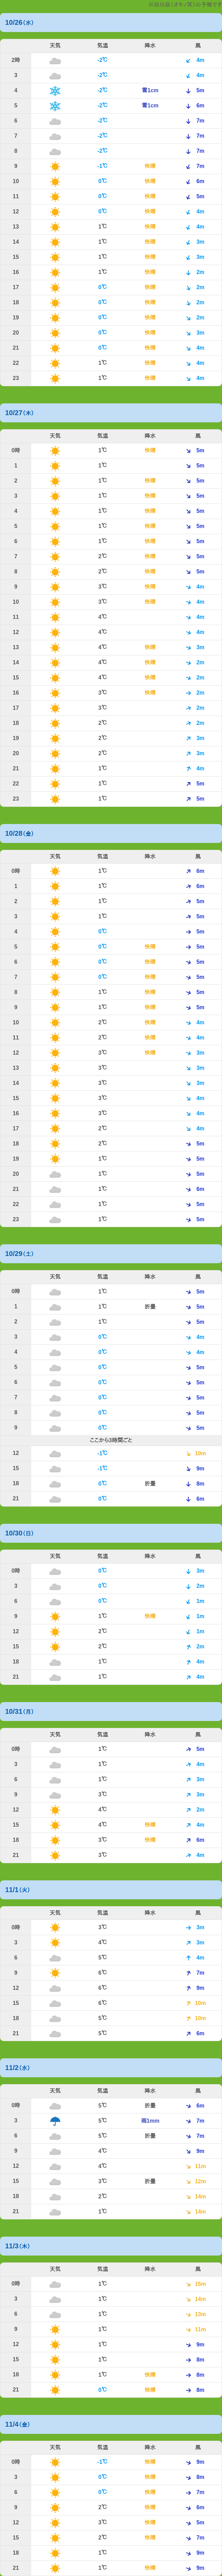 10/26(水)
天気 気温 降水 風
2時 -2℃ 4m
3 -2℃ 4m
4 -2℃ 雪1cm 5m
5 -2℃ 雪1cm 6m
6 -2℃ 7m
7 -2℃ 7m
8 -2℃ 7m
9 -1℃ 快晴 7m
10 0℃ 快晴 6m
11 0℃ 快晴 5m
12 0℃ 快晴 4m
13 1℃ 快晴 4m
14 1℃ 快晴 3m
15 1℃ 快晴 3m
16 1℃ 快晴 2m
17 0℃ 快晴 2m
18 0℃ 快晴 2m
19 0℃ 快晴 2m
20 0℃ 快晴 3m
21 0℃ 快晴 4m
22 1℃ 快晴 4m
23 1℃ 快晴 4m
10/27(木)
天気 気温 降水 風
0時 1℃ 快晴 5m
1 1℃ 5m
2 1℃ 快晴 5m
3 1℃ 快晴 5m
4 1℃ 快晴 5m
5 1℃ 快晴 5m
6 1℃ 快晴 5m
7 2℃ 快晴 5m
8 2℃ 快晴 5m
9 3℃ 快晴 4m
10 3℃ 快晴 4m
11 4℃ 4m
12 4℃ 4m
13 4℃ 快晴 3m
14 4℃ 快晴 2m
15 4℃ 快晴 2m
16 3℃ 快晴 2m
17 3℃ 2m
18 2℃ 2m
19 2℃ 3m
20 2℃ 3m
21 1℃ 4m
22 1℃ 5m
23 1℃ 5m
10/28(金)
天気 気温 降水 風
0時 1℃ 6m
1 1℃ 6m
2 1℃ 5m
3 1℃ 5m
4 0℃ 5m
5 0℃ 快晴 5m
6 0℃ 快晴 5m
7 0℃ 快晴 5m
8 1℃ 快晴 5m
9 1℃ 快晴 5m
10 2℃ 快晴 4m
11 2℃ 快晴 4m
12 3℃ 快晴 3m
13 3℃ 3m
14 3℃ 3m
15 3℃ 4m
16 3℃ 4m
17 2℃ 4m
18 2℃ 5m
19 1℃ 5m
20 1℃ 5m
21 1℃ 6m
22 1℃ 5m
23 1℃ 5m
10/29(土)
天気 気温 降水 風
0時 1℃ 5m
1 1℃ 折曇 5m
2 1℃ 5m
3 0℃ 4m
4 0℃ 4m
5 0℃ 5m
6 0℃ 5m
7 0℃ 5m
8 0℃ 5m
9 0℃ 5m
ここから3時間ごと
12 -1℃ 10m
15 -1℃ 9m
18 0℃ 折曇 8m
21 0℃ 6m
10/30(日)
天気 気温 降水 風
0時 0℃ 3m
3 0℃ 2m
6 0℃ 1m
9 1℃ 快晴 1m
12 2℃ 1m
15 2℃ 2m
18 1℃ 4m
21 1℃ 4m
10/31(月)
天気 気温 降水 風
0時 1℃ 5m
3 1℃ 4m
6 1℃ 3m
9 3℃ 3m
12 4℃ 2m
15 4℃ 快晴 4m
18 3℃ 快晴 6m
21 3℃ 4m
11/1(火)
天気 気温 降水 風
0時 3℃ 3m
3 4℃ 3m
6 5℃ 4m
9 6℃ 7m
12 6℃ 9m
15 6℃ 10m
18 5℃ 10m
21 5℃ 6m
11/2(水)
天気 気温 降水 風
0時 5℃ 折曇 6m
3 5℃ 雨1mm 7m
6 5℃ 折曇 7m
9 4℃ 9m
12 4℃ 11m
15 3℃ 折曇 12m
18 2℃ 14m
21 1℃ 14m
11/3(木)
天気 気温 降水 風
0時 1℃ 15m
3 1℃ 14m
6 1℃ 13m
9 1℃ 11m
12 1℃ 9m
15 1℃ 8m
18 1℃ 快晴 8m
21 0℃ 快晴 8m
11/4(金)
天気 気温 降水 風
0時 -1℃ 快晴 9m
3 0℃ 快晴 8m
6 0℃ 快晴 7m
9 2℃ 快晴 6m
12 3℃ 快晴 5m
15 2℃ 快晴 7m
18 1℃ 9m
21 1℃ 快晴 9m